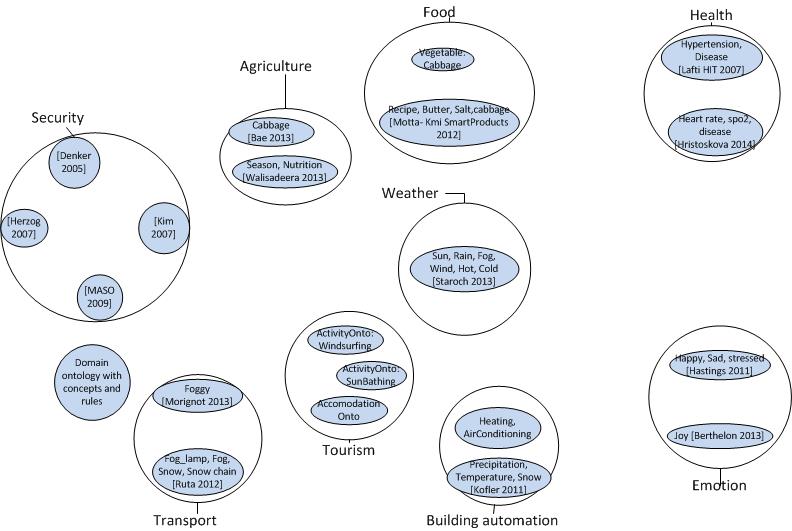 Food
Vegetable:
Cabbage
Recipe, Butter, Salt,cabbage
[Motta- Kmi SmartProducts
2012]
Health
Hypertension,
Disease
[Lafti HIT 2007]
Heart rate, spo2,
disease
[Hristoskova 2014]
Agriculture
Cabbage
[Bae 2013]
Season, Nutrition
[Walisadeera 2013]
Security
[Denker
2005]
[Herzog
2007]
[Kim
2007]
[MASO
2009]
Weather
Sun, Rain, Fog,
Wind, Hot, Cold
[Staroch 2013]
Domain
ontology with
concepts and
rules
Foggy
[Morignot 2013]
Fog_lamp, Fog,
Snow, Snow chain
[Ruta 2012]
Transport
ActivityOnto:
Windsurfing
ActivityOnto:
SunBathing
Accomodation
Onto
Tourism
Heating,
AirConditioning
Precipitation,
Temperature, Snow
[Kofler 2011]
Building automation
Happy, Sad, stressed
[Hastings 2011]
Joy [Berthelon 2013]
Emotion